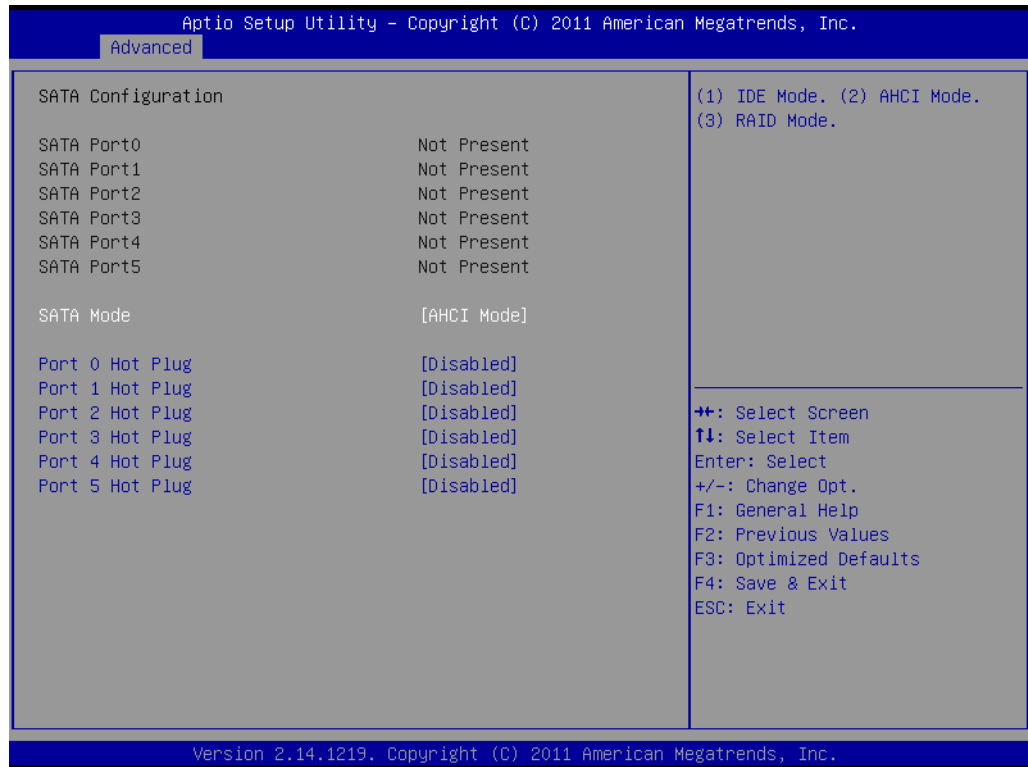 Aptio Setup Utility – Copyright (C) 2011 American Megatrends, Inc.
Advanced
SATA Configuration
SATA Port0 Not Present
SATA Port1 Not Present
SATA Port2 Not Present
SATA Port3 Not Present
SATA Port4 Not Present
SATA Port5 Not Present
SATA Mode [AHCI Mode]
Port 0 Hot Plug [Disabled]
Port 1 Hot Plug [Disabled]
Port 2 Hot Plug [Disabled]
Port 3 Hot Plug [Disabled]
Port 4 Hot Plug [Disabled]
Port 5 Hot Plug [Disabled]
(1) IDE Mode. (2) AHCI Mode.
(3) RAID Mode.
→←: Select Screen
↑↓: Select Item
Enter: Select
+/-: Change Opt.
F1: General Help
F2: Previous Values
F3: Optimized Defaults
F4: Save & Exit
ESC: Exit
Version 2.14.1219. Copyright (C) 2011 American Megatrends, Inc.